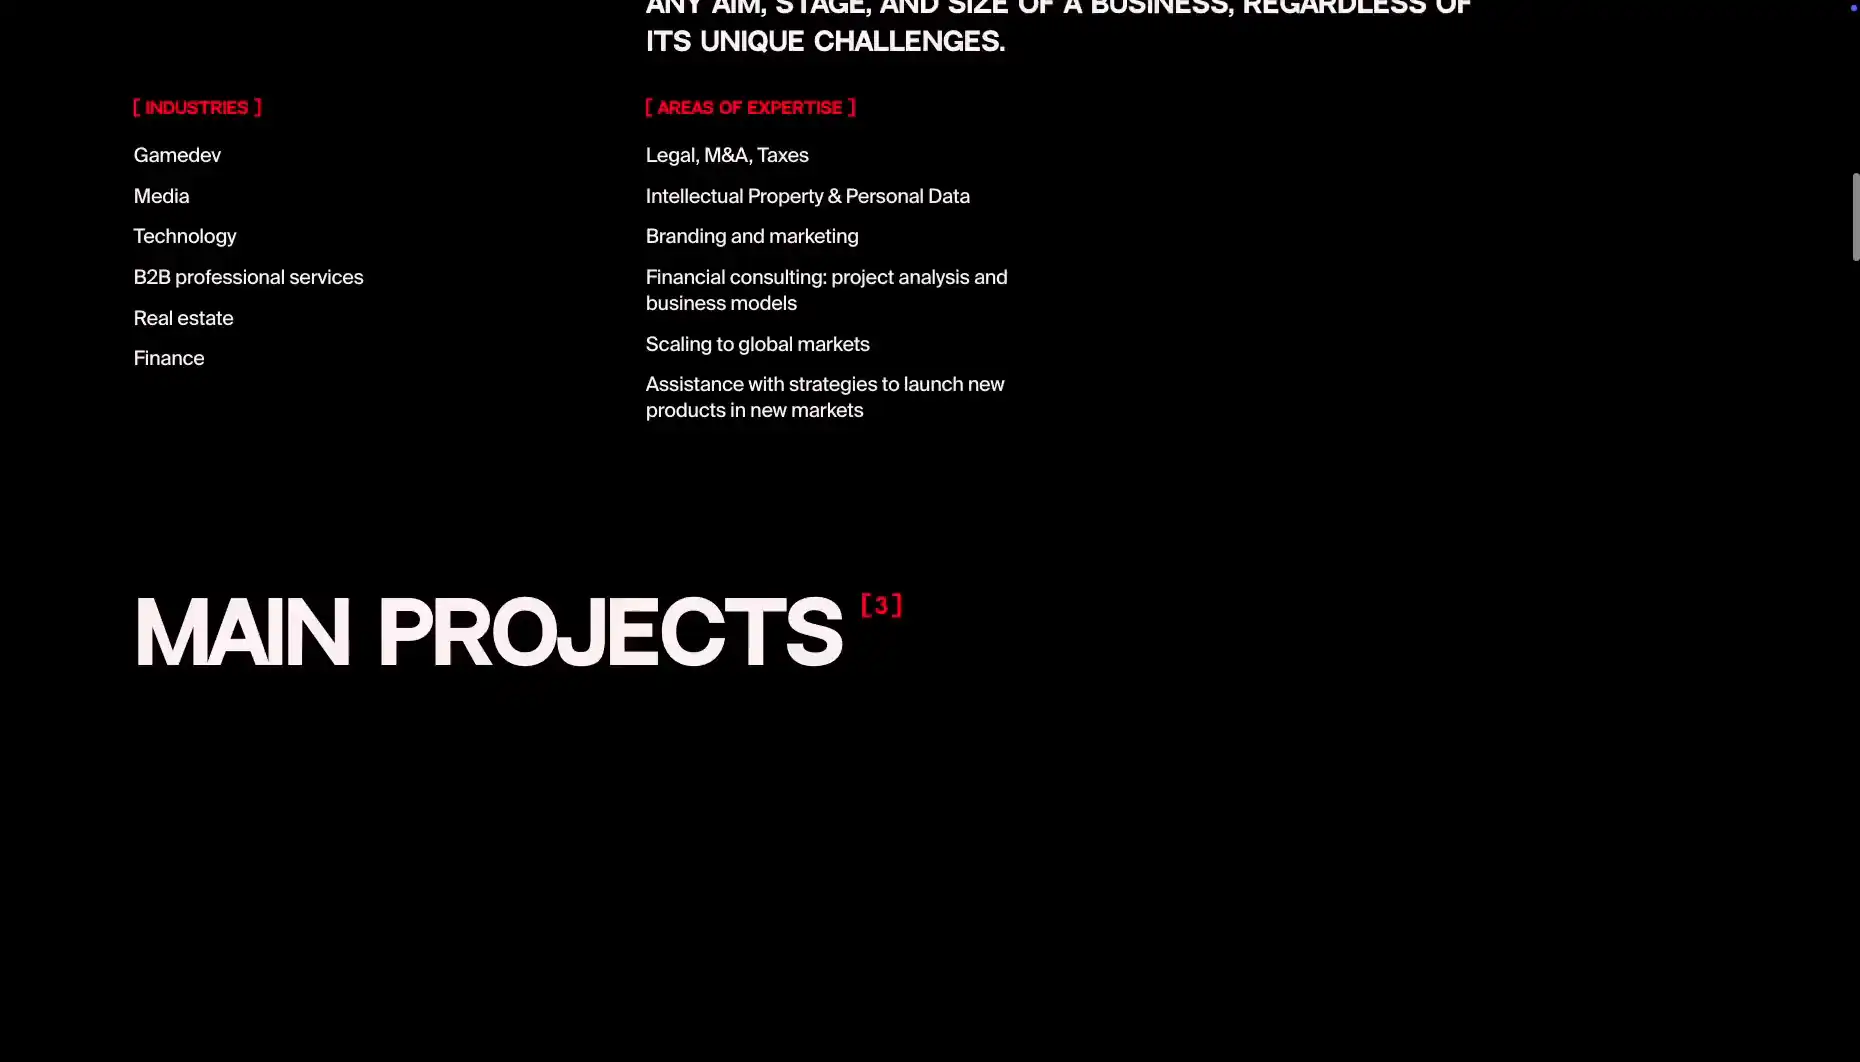 ANY AIM, STAGE, AND SIZE OF A BUSINESS, REGARDLESS OF
ITS UNIQUE CHALLENGES.
[ INDUSTRIES ]
Gamedev
Media
Technology
B2B professional services
Real estate
Finance
[ AREAS OF EXPERTISE ]
Legal, M&A, Taxes
Intellectual Property & Personal Data
Branding and marketing
Financial consulting: project analysis and
business models
Scaling to global markets
Assistance with strategies to launch new
products in new markets
MAIN PROJECTS [3]